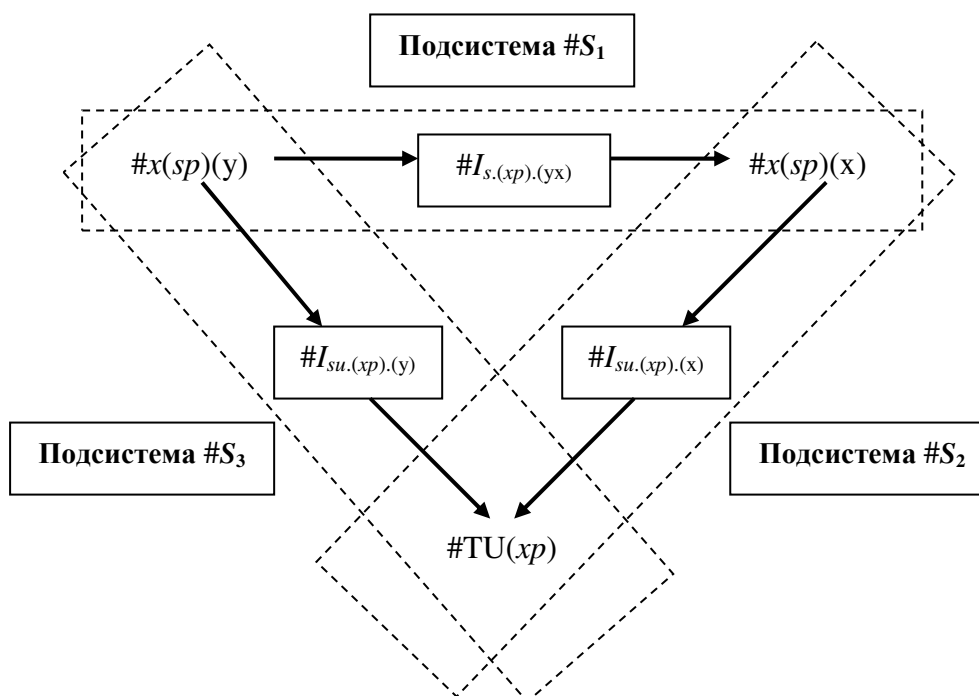 Подсистема #S₁
#x(sp)(y)
#Iₛ.(xp).(yx)
#x(sp)(x)
#Iₛᵤ.(xp).(y)
#Iₛᵤ.(xp).(x)
Подсистема #S₃
Подсистема #S₂
#TU(xp)